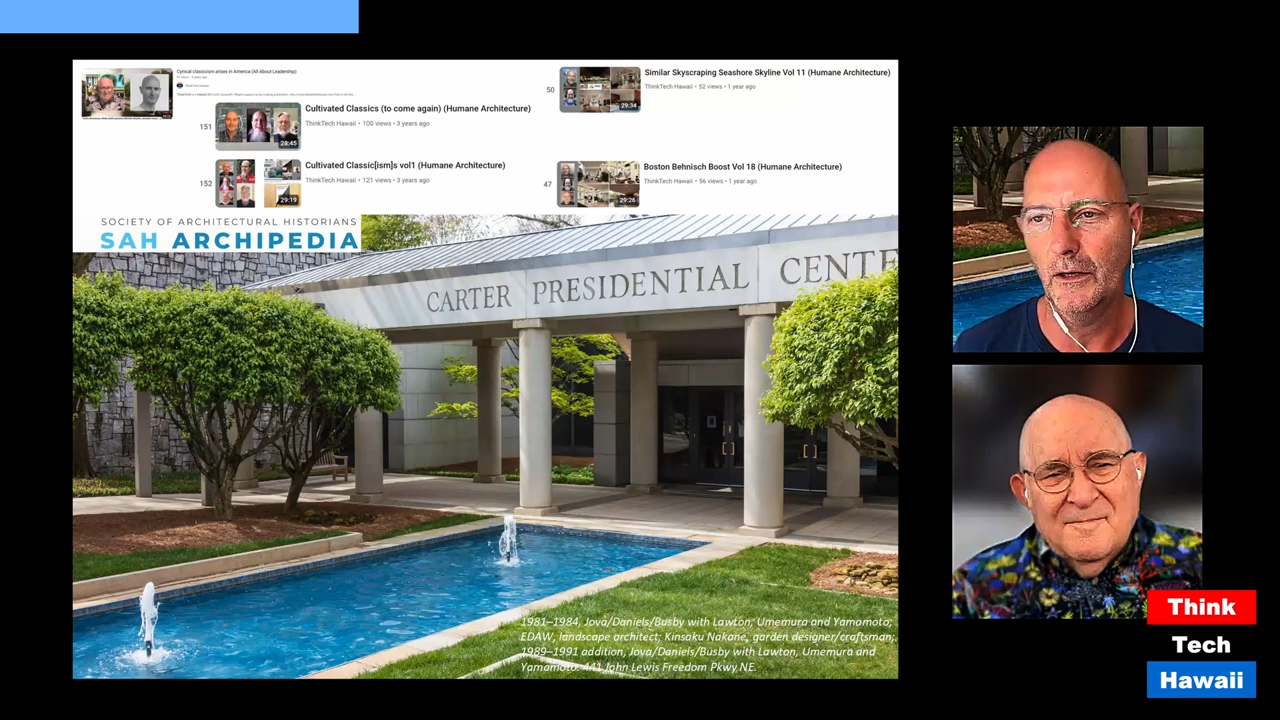 Cynical classicism arises in America (All About Leadership)
151
Cultivated Classics (to come again) (Humane Architecture)
ThinkTech Hawaii • 100 views • 3 years ago
28:45
152
Cultivated Classic[ism]s vol1 (Humane Architecture)
ThinkTech Hawaii • 121 views • 3 years ago
29:19
50
Similar Skyscraping Seashore Skyline Vol 11 (Humane Architecture)
ThinkTech Hawaii • 52 views • 1 year ago
29:34
47
Boston Behnisch Boost Vol 18 (Humane Architecture)
ThinkTech Hawaii • 56 views • 1 year ago
29:26
SOCIETY OF ARCHITECTURAL HISTORIANS
SAH ARCHIPEDIA
CARTER PRESIDENTIAL CENTE
1981–1984, Jova/Daniels/Busby with Lawton, Umemura and Yamamoto;
EDAW, landscape architect; Kinsaku Nakane, garden designer/craftsman;
1989–1991 addition, Jova/Daniels/Busby with Lawton, Umemura and
Yamamoto. 441 John Lewis Freedom Pkwy NE.
Think
Tech
Hawaii